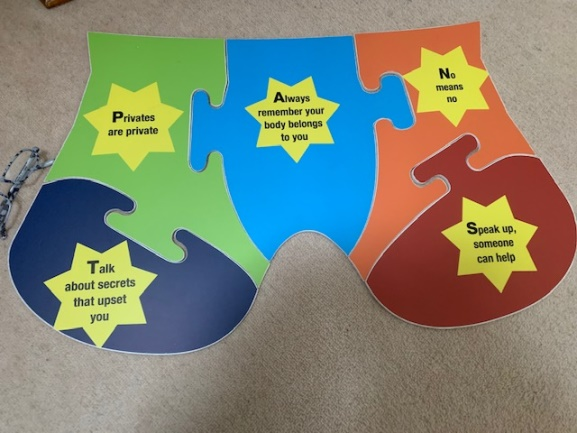 Privates
are private
Always
remember your
body belongs
to you
No
means
no
Talk
about secrets
that upset
you
Speak up,
someone
can help